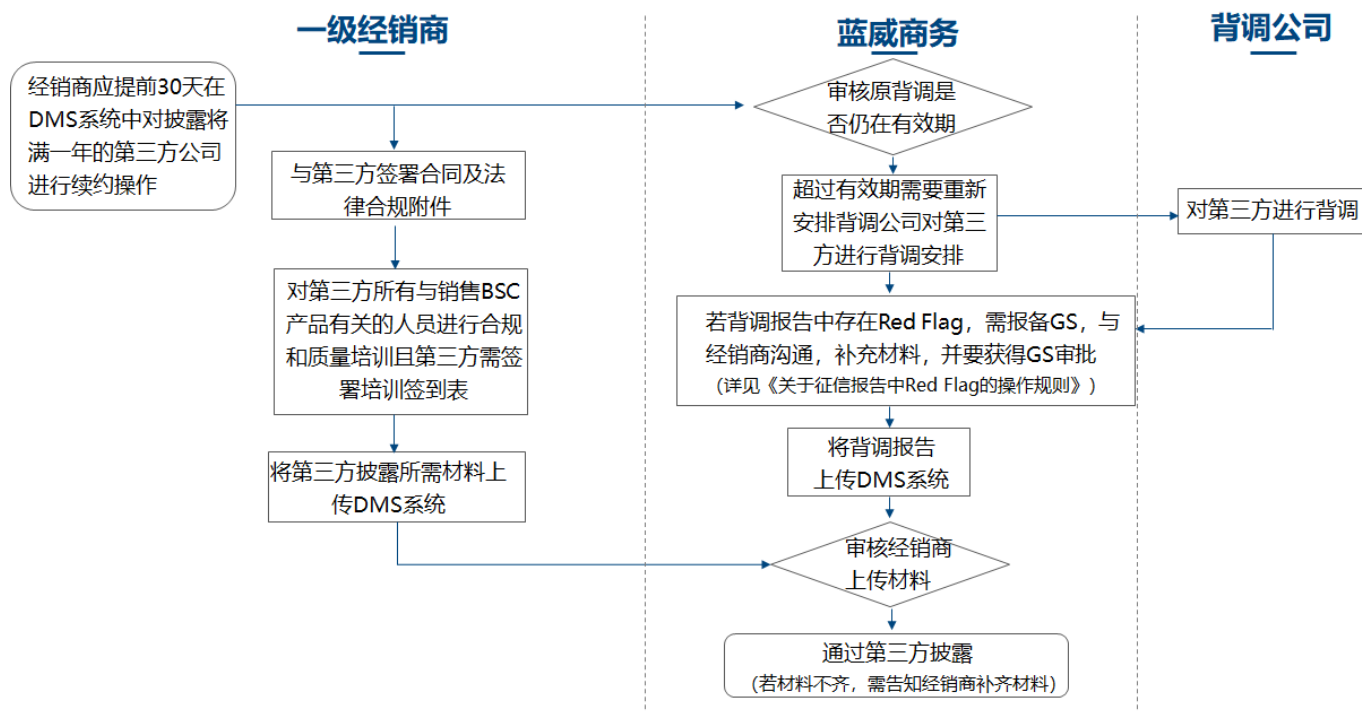 一级经销商
蓝威商务
背调公司
经销商应提前30天在
DMS系统中对披露将
满一年的第三方公司
进行续约操作
审核原背调是
否仍在有效期
与第三方签署合同及法
律合规附件
超过有效期需要重新
安排背调公司对第三
方进行背调安排
对第三方进行背调
对第三方所有与销售BSC
产品有关的人员进行合规
和质量培训且第三方需签
署培训签到表
若背调报告中存在Red Flag，需报备GS，与
经销商沟通，补充材料，并要获得GS审批
（详见《关于征信报告中Red Flag的操作规则》）
将第三方披露所需材料上
传DMS系统
将背调报告
上传DMS系统
审核经销商
上传材料
通过第三方披露
（若材料不齐，需告知经销商补齐材料）